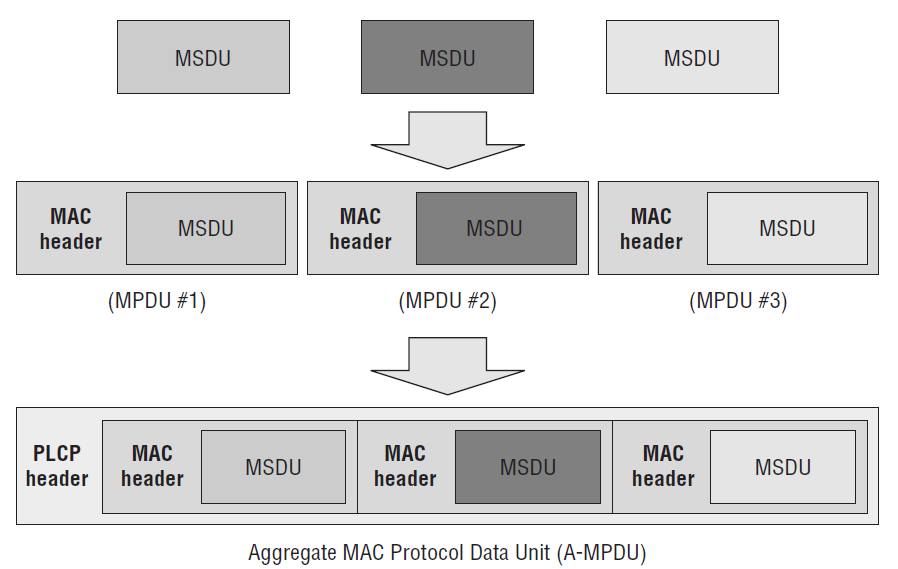 MSDU
MSDU
MSDU
MAC
header
MSDU
MAC
header
MSDU
MAC
header
MSDU
(MPDU #1)
(MPDU #2)
(MPDU #3)
PLCP
header
MAC
header
MSDU
MAC
header
MSDU
MAC
header
MSDU
Aggregate MAC Protocol Data Unit (A-MPDU)